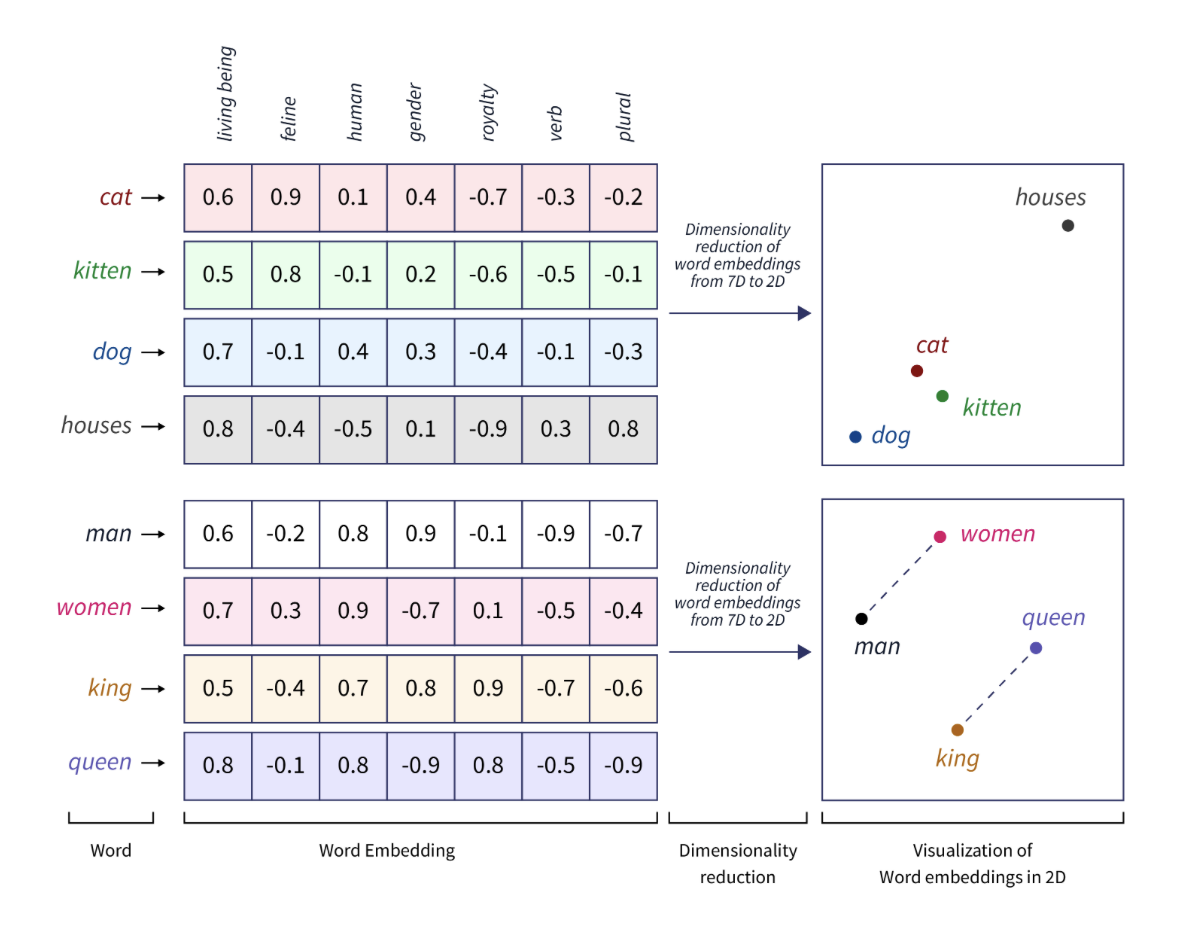 living being feline human gender royalty verb plural
cat 0.6 0.9 0.1 0.4 -0.7 -0.3 -0.2
kitten 0.5 0.8 -0.1 0.2 -0.6 -0.5 -0.1
dog 0.7 -0.1 0.4 0.3 -0.4 -0.1 -0.3
houses 0.8 -0.4 -0.5 0.1 -0.9 0.3 0.8
Dimensionality
reduction of
word embeddings
from 7D to 2D
houses
cat
kitten
dog
man 0.6 -0.2 0.8 0.9 -0.1 -0.9 -0.7
women 0.7 0.3 0.9 -0.7 0.1 -0.5 -0.4
king 0.5 -0.4 0.7 0.8 0.9 -0.7 -0.6
queen 0.8 -0.1 0.8 -0.9 0.8 -0.5 -0.9
Dimensionality
reduction of
word embeddings
from 7D to 2D
women
queen
man
king
Word
Word Embedding
Dimensionality
reduction
Visualization of
Word embeddings in 2D